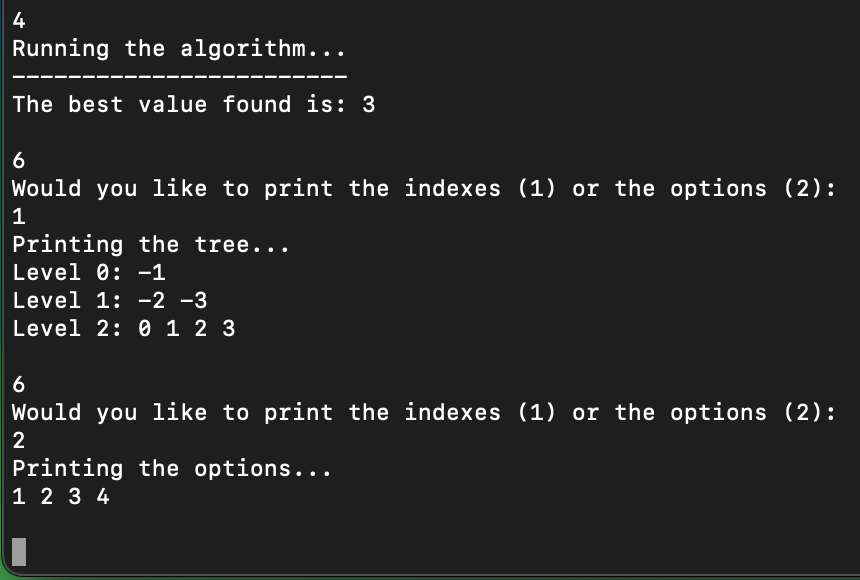 4
Running the algorithm...
------------------------
The best value found is: 3
6
Would you like to print the indexes (1) or the options (2):
1
Printing the tree...
Level 0: -1
Level 1: -2 -3
Level 2: 0 1 2 3
6
Would you like to print the indexes (1) or the options (2):
2
Printing the options...
1 2 3 4